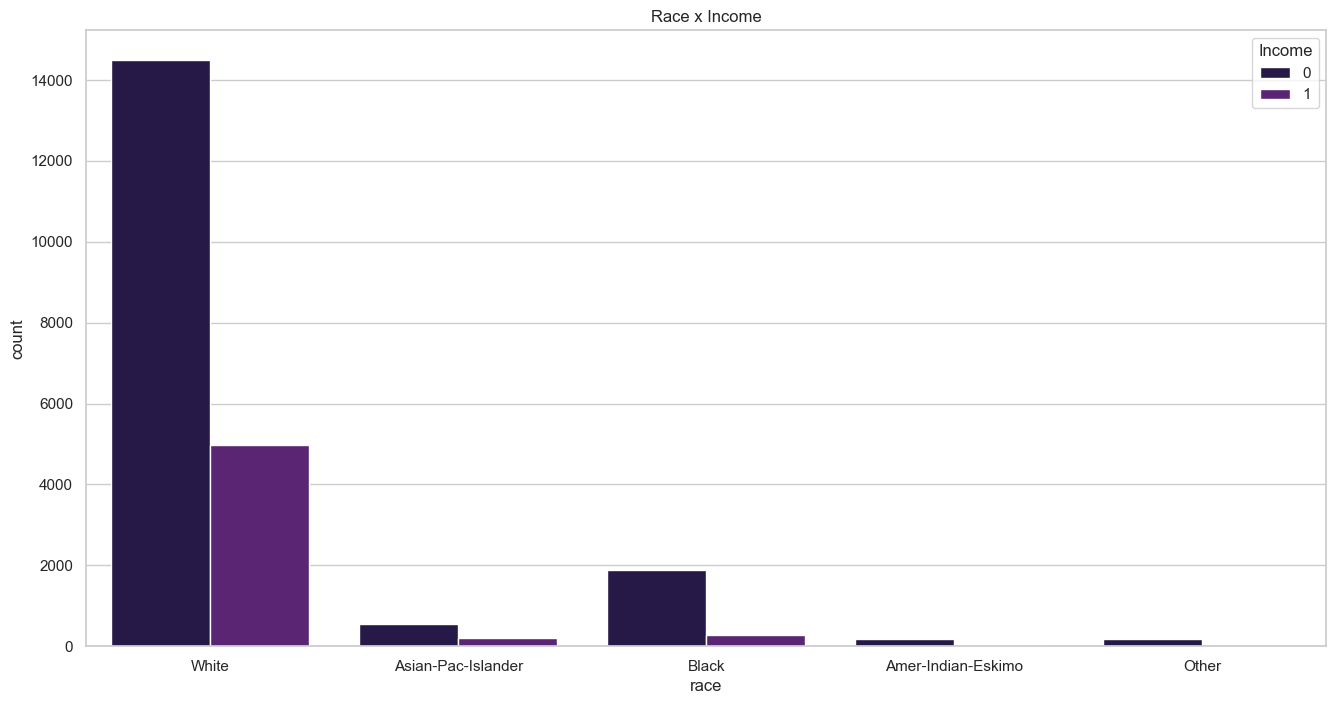 Race x Income
Income
0
1
14000
12000
10000
8000
6000
4000
2000
0
count
White Asian-Pac-Islander Black Amer-Indian-Eskimo Other
race